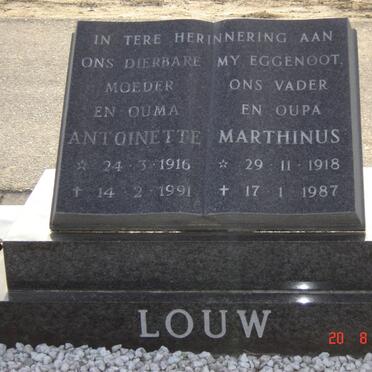 IN TERE HERINNERING AAN
ONS DIERBARE
MOEDER
EN OUMA
ANTOINETTE
☆ 24·3·1916
✝ 14·2·1991
MY EGGENOOT,
ONS VADER
EN OUPA
MARTHINUS
☆ 29·11·1918
✝ 17·1·1987
LOUW
20 8